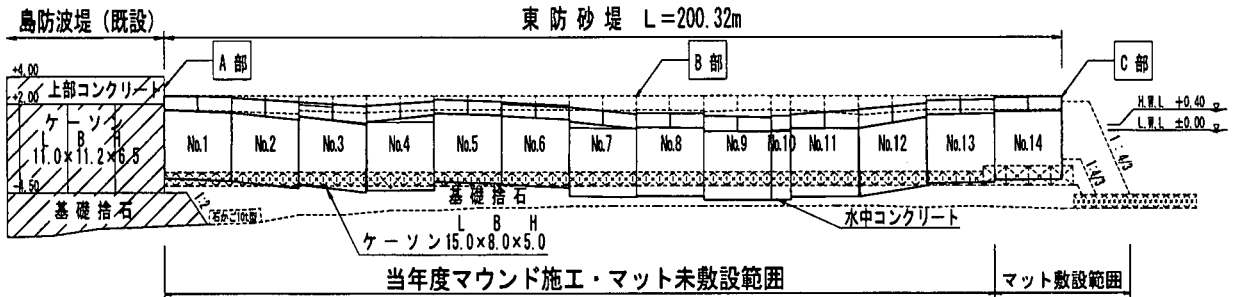 島防波堤 (既設)
東防砂堤 L=200.32m
A 部
B 部
C 部
+4.00
上部コンクリート
+2.00
H.W.L +0.40
L.W.L ±0.00
ケーソン
L B H
11.0×11.2×6.5
No.1 No.2 No.3 No.4 No.5 No.6 No.7 No.8 No.9 No.10 No.11 No.12 No.13 No.14
1:4/3
1:4/3
-4.50
基礎捨石
1:2
基礎捨石
L B H
ケーソン15.0×8.0×5.0
水中コンクリート
当年度マウンド施工・マット未敷設範囲
マット敷設範囲